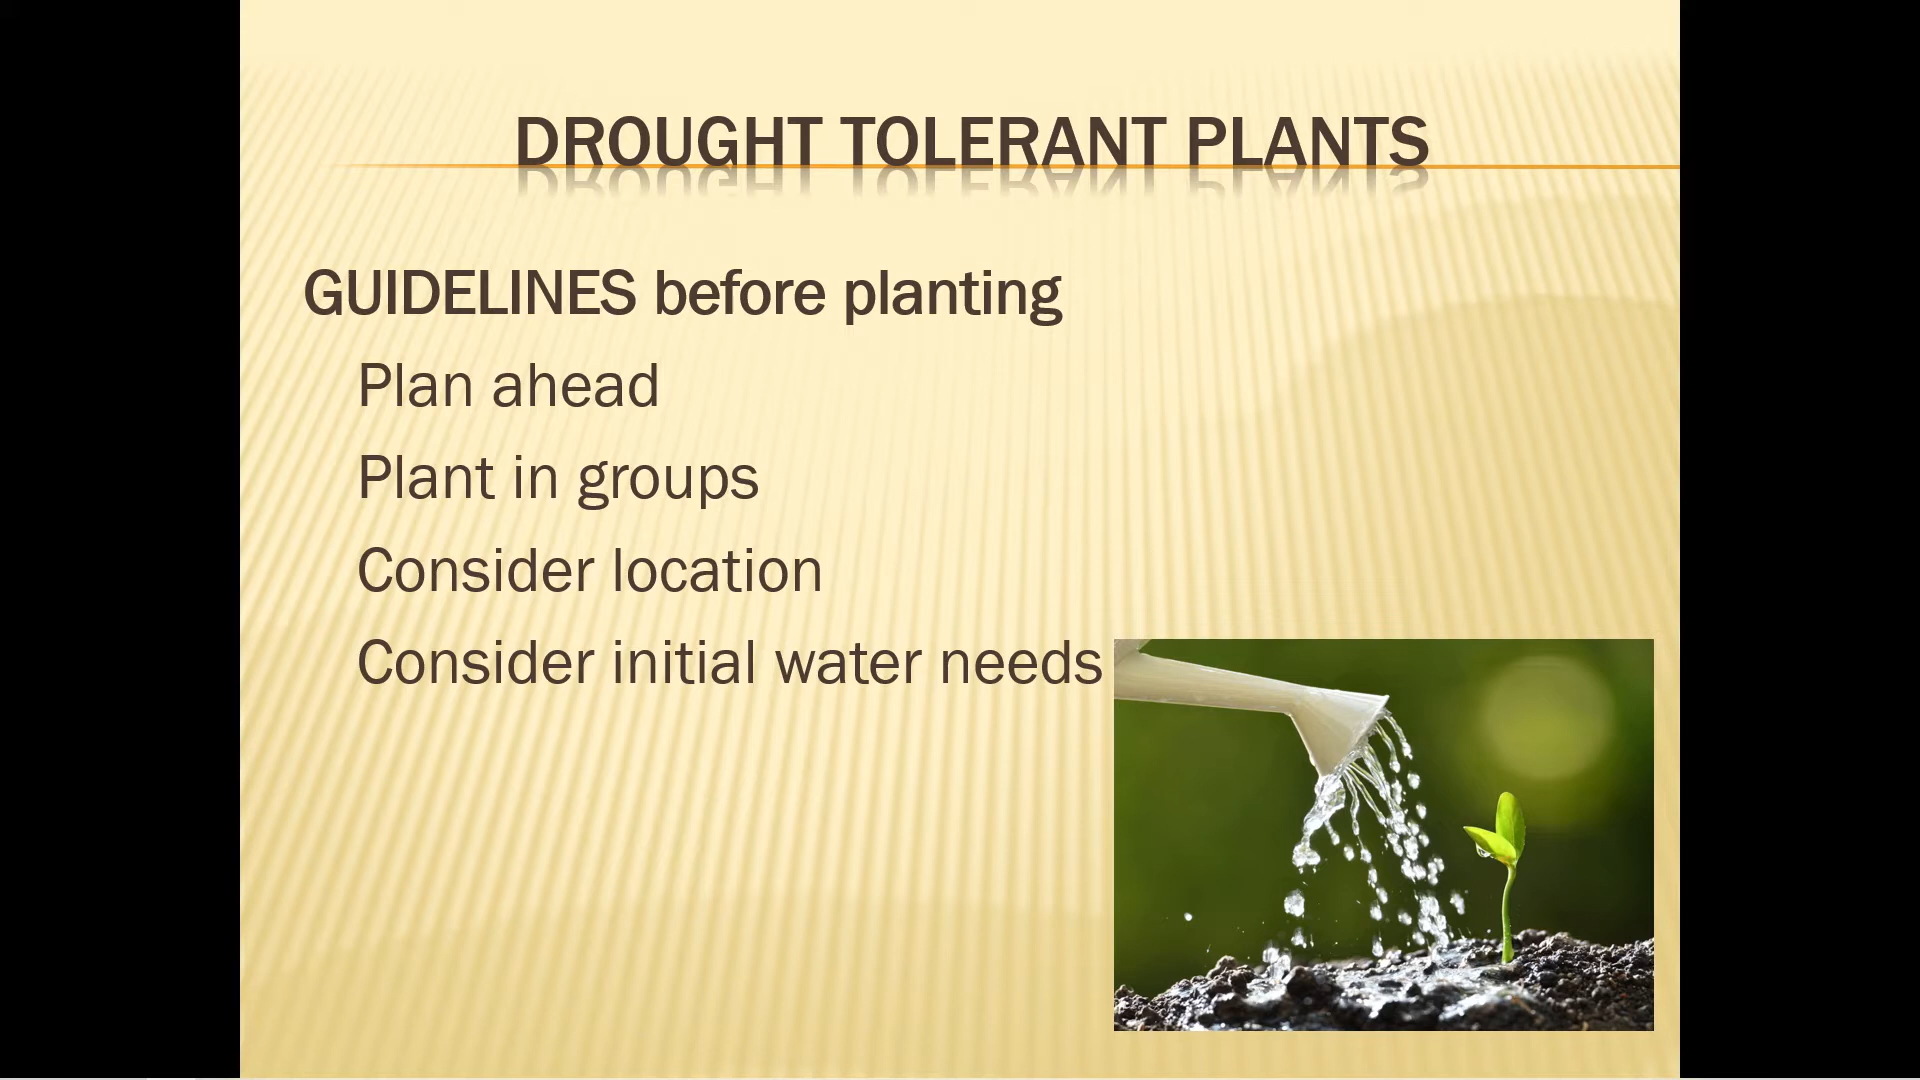 DROUGHT TOLERANT PLANTS
GUIDELINES before planting
Plan ahead
Plant in groups
Consider location
Consider initial water needs